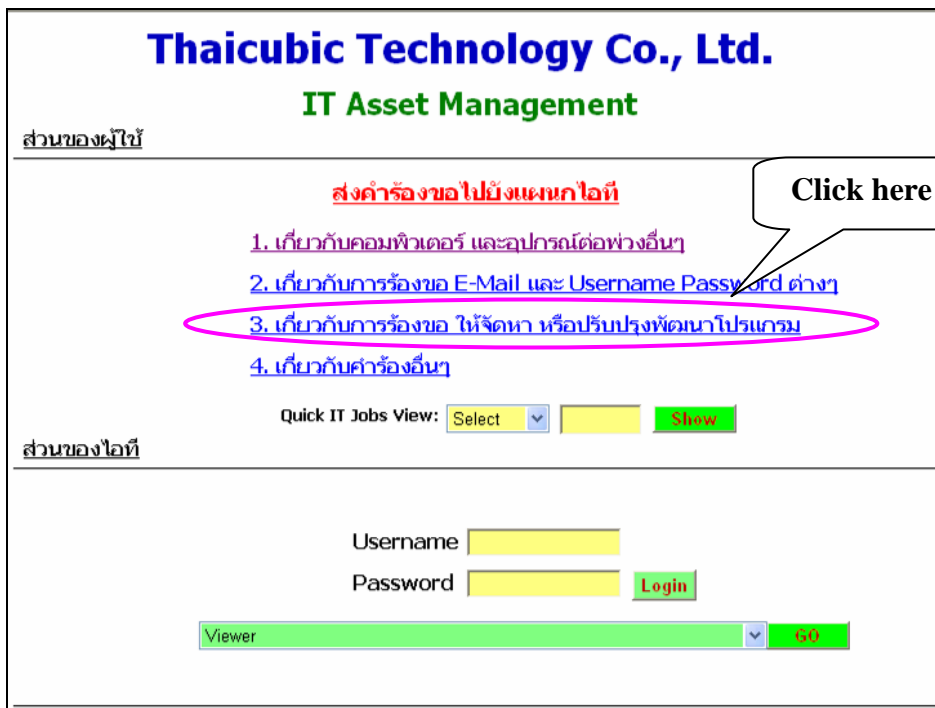 Thaicubic Technology Co., Ltd.
IT Asset Management
ส่วนของผู้ใช้
ส่งคำร้องขอไปยังแผนกไอที
Click here
1. เกี่ยวกับคอมพิวเตอร์ และอุปกรณ์ต่อพ่วงอื่นๆ
2. เกี่ยวกับการร้องขอ E-Mail และ Username Password ต่างๆ
3. เกี่ยวกับการร้องขอ ให้จัดหา หรือปรับปรุงพัฒนาโปรแกรม
4. เกี่ยวกับคำร้องอื่นๆ
Quick IT Jobs View: Select Show
ส่วนของไอที
Username
Password Login
Viewer GO